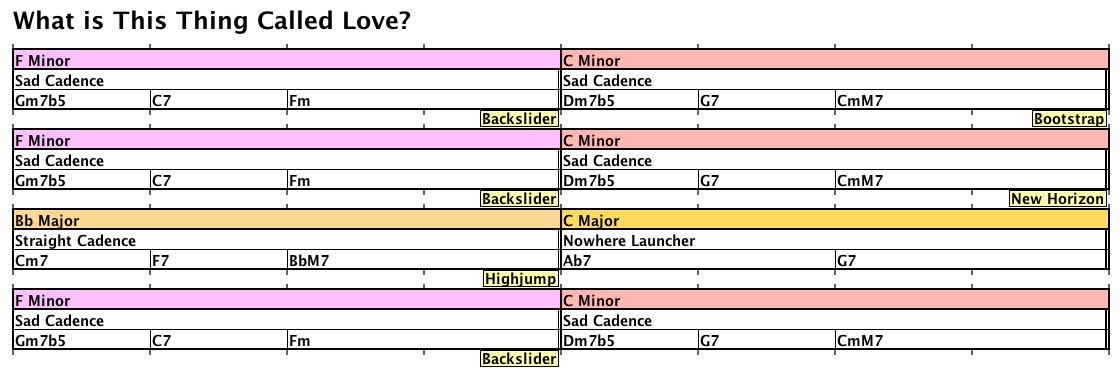 What is This Thing Called Love?
F Minor C Minor
Sad Cadence Sad Cadence
Gm7b5 C7 Fm Dm7b5 G7 CmM7
Backslider Bootstrap
F Minor C Minor
Sad Cadence Sad Cadence
Gm7b5 C7 Fm Dm7b5 G7 CmM7
Backslider New Horizon
Bb Major C Major
Straight Cadence Nowhere Launcher
Cm7 F7 BbM7 Ab7 G7
Highjump
F Minor C Minor
Sad Cadence Sad Cadence
Gm7b5 C7 Fm Dm7b5 G7 CmM7
Backslider